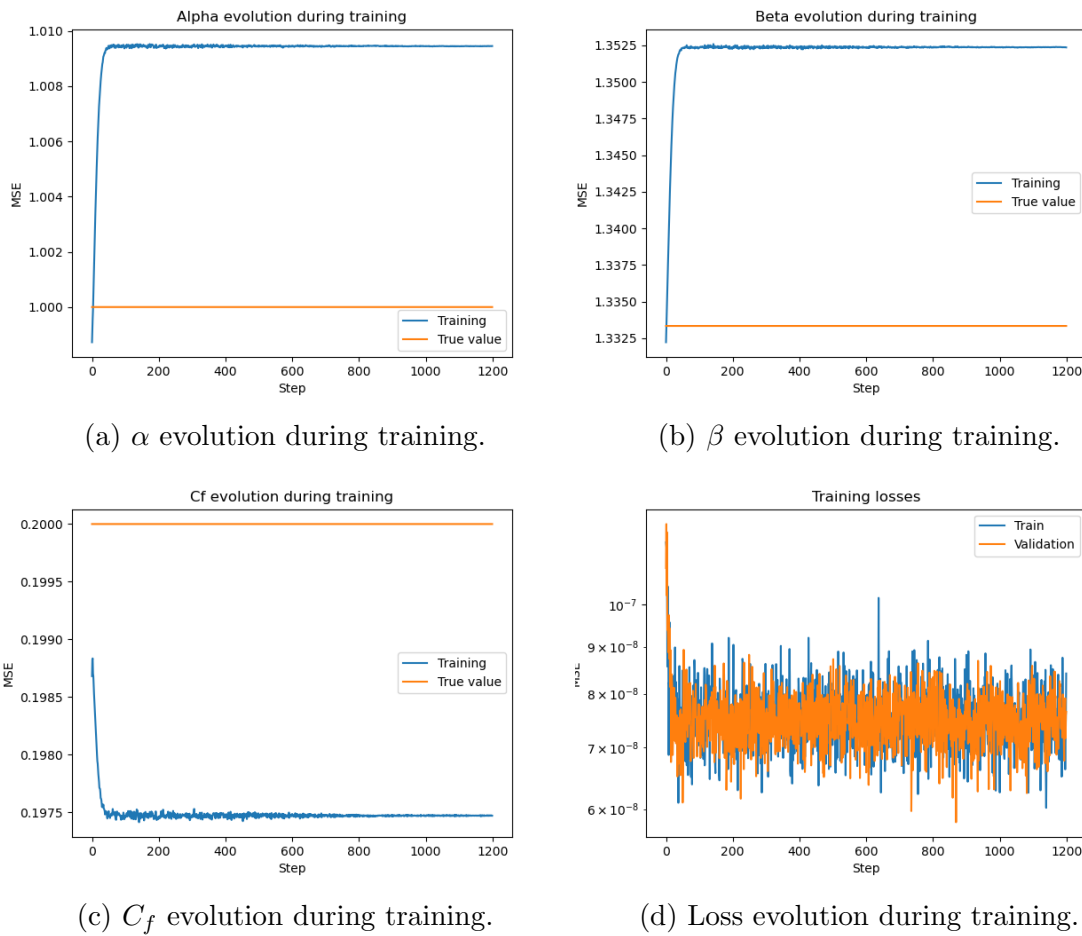 Alpha evolution during training
1.010
1.008
1.006
1.004
1.002
1.000
MSE
Training
True value
0 200 400 600 800 1000 1200
Step
(a) α evolution during training.
Beta evolution during training
1.3525
1.3500
1.3475
1.3450
1.3425
1.3400
1.3375
1.3350
1.3325
MSE
Training
True value
0 200 400 600 800 1000 1200
Step
(b) β evolution during training.
Cf evolution during training
0.2000
0.1995
0.1990
0.1985
0.1980
0.1975
MSE
Training
True value
0 200 400 600 800 1000 1200
Step
(c) C_f evolution during training.
Training losses
10⁻⁷
9 × 10⁻⁸
8 × 10⁻⁸
7 × 10⁻⁸
6 × 10⁻⁸
MSE
Train
Validation
0 200 400 600 800 1000 1200
Step
(d) Loss evolution during training.